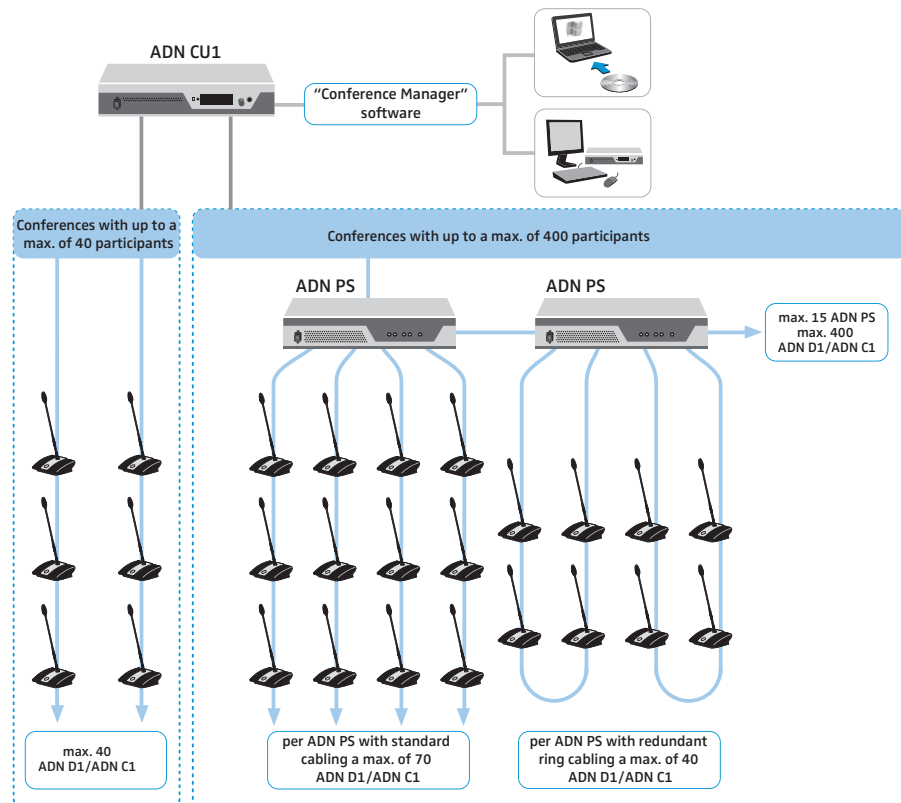 ADN CU1
“Conference Manager”
software
Conferences with up to a
max. of 40 participants
Conferences with up to a max. of 400 participants
ADN PS
ADN PS
max. 15 ADN PS
max. 400
ADN D1/ADN C1
max. 40
ADN D1/ADN C1
per ADN PS with standard
cabling a max. of 70
ADN D1/ADN C1
per ADN PS with redundant
ring cabling a max. of 40
ADN D1/ADN C1